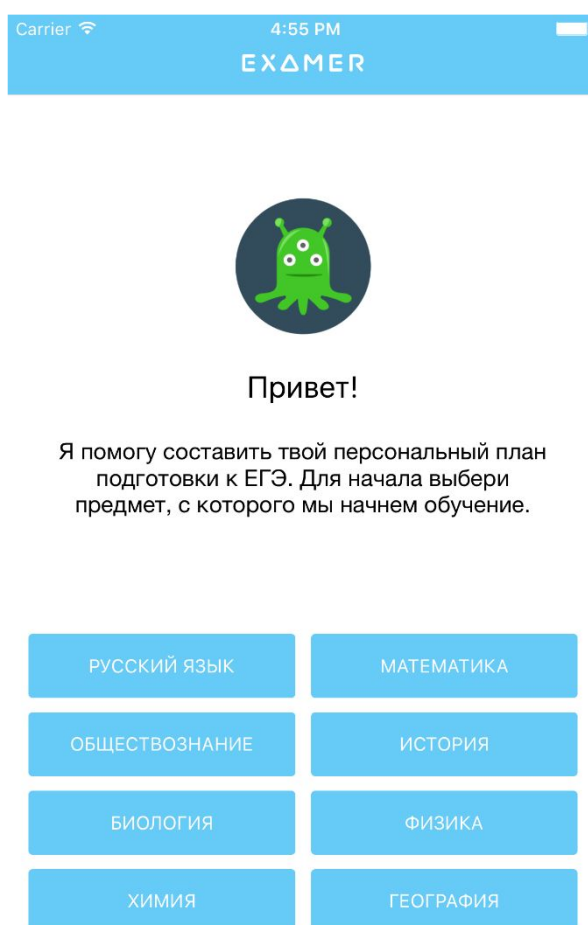 Carrier 4:55 PM
EXAMER
Привет!
Я помогу составить твой персональный план
подготовки к ЕГЭ. Для начала выбери
предмет, с которого мы начнем обучение.
РУССКИЙ ЯЗЫК МАТЕМАТИКА
ОБЩЕСТВОЗНАНИЕ ИСТОРИЯ
БИОЛОГИЯ ФИЗИКА
ХИМИЯ ГЕОГРАФИЯ